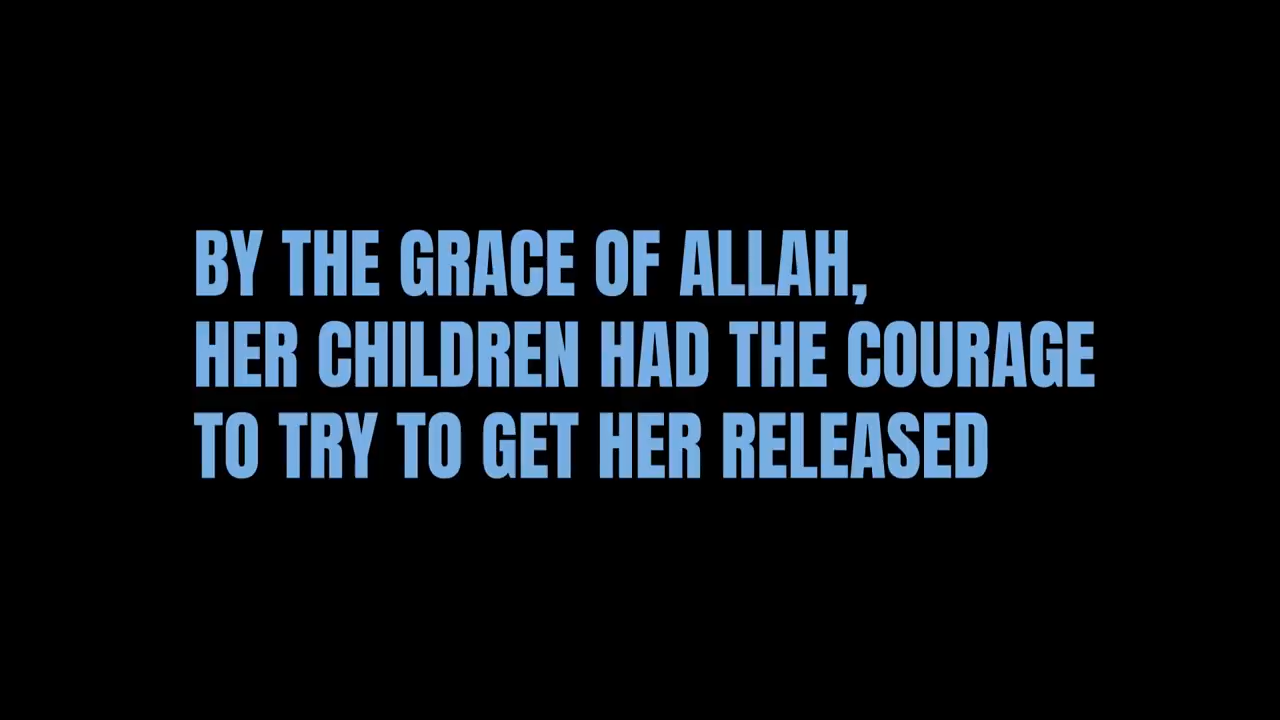 BY THE GRACE OF ALLAH,
HER CHILDREN HAD THE COURAGE
TO TRY TO GET HER RELEASED